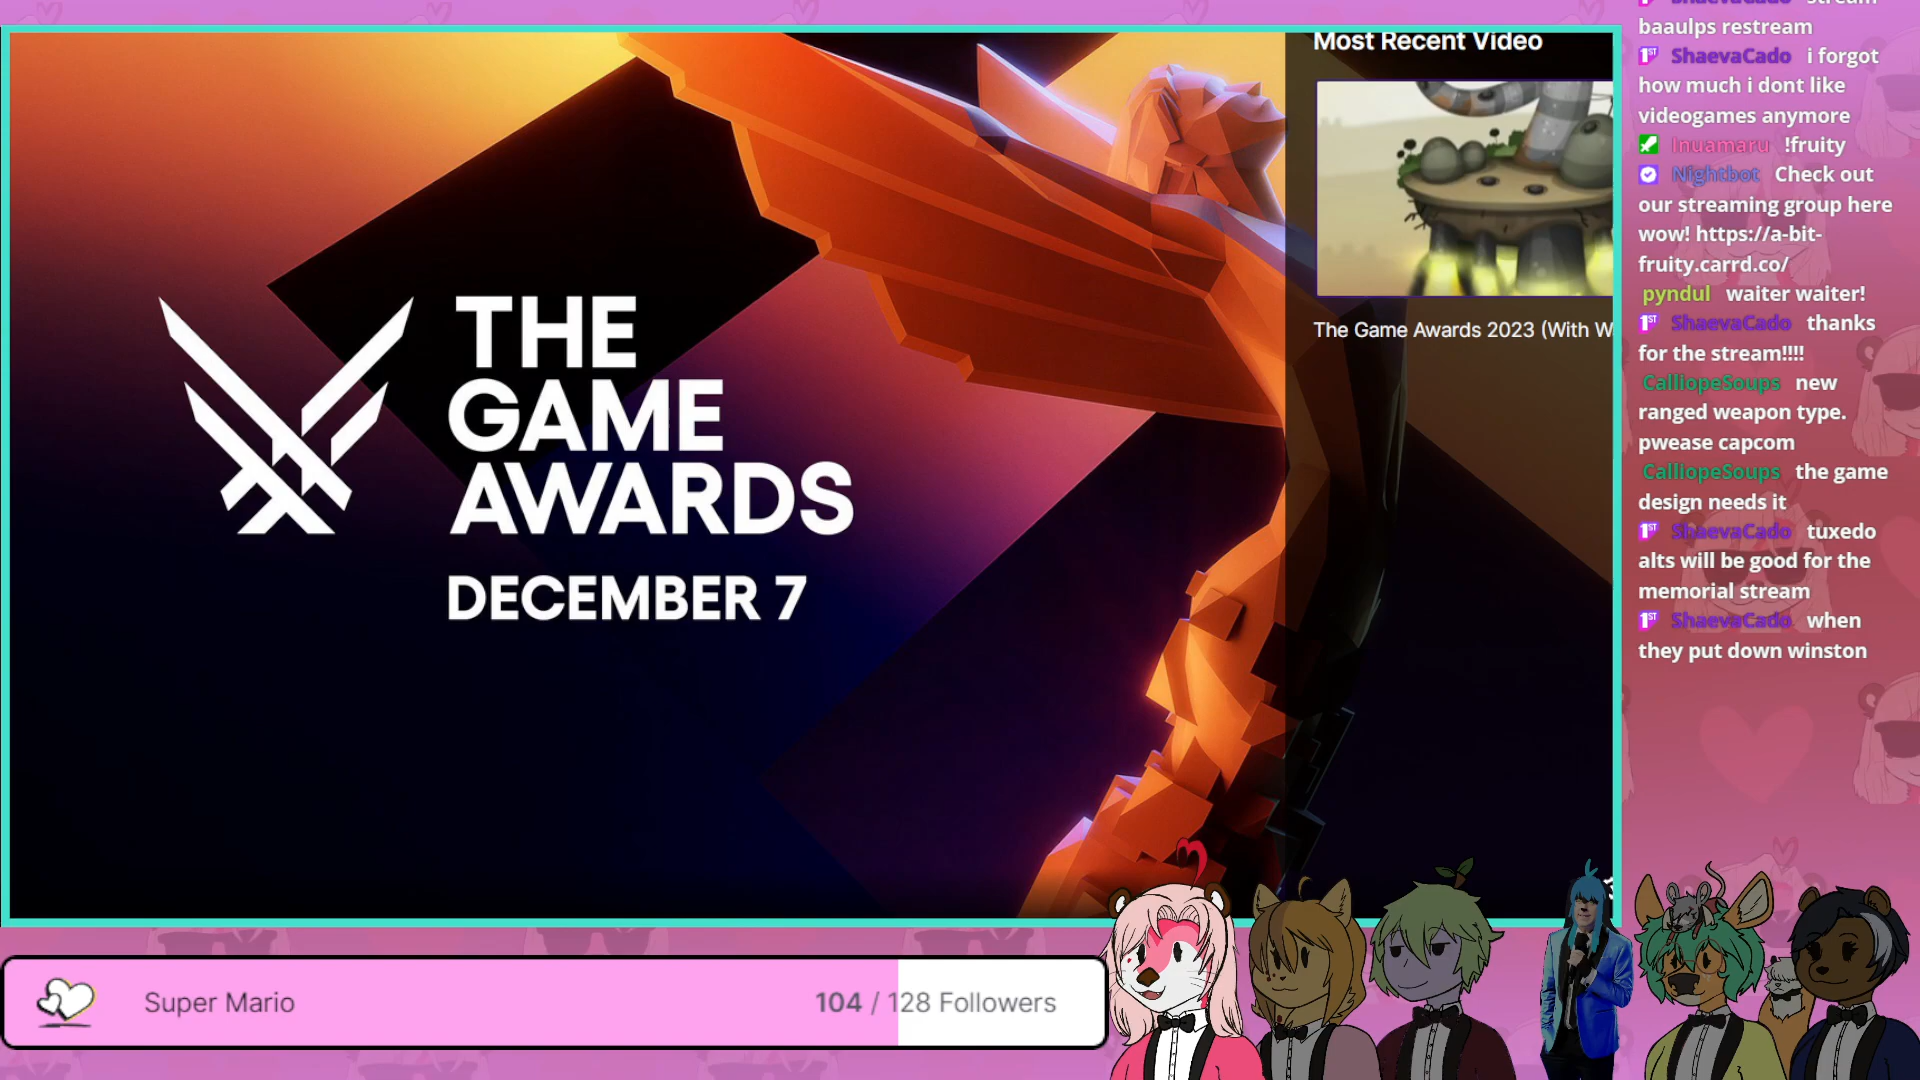 Most Recent Video
The Game Awards 2023 (With W
THE
GAME
AWARDS
DECEMBER 7
Super Mario
104 / 128 Followers
baaulps restream
1ST ShaevaCado i forgot
how much i dont like
videogames anymore
Inuamaru !fruity
Nightbot Check out
our streaming group here
wow! https://a-bit-
fruity.carrd.co/
pyndul waiter waiter!
1ST ShaevaCado thanks
for the stream!!!!
CalliopeSoups new
ranged weapon type.
pwease capcom
CalliopeSoups the game
design needs it
1ST ShaevaCado tuxedo
alts will be good for the
memorial stream
1ST ShaevaCado when
they put down winston